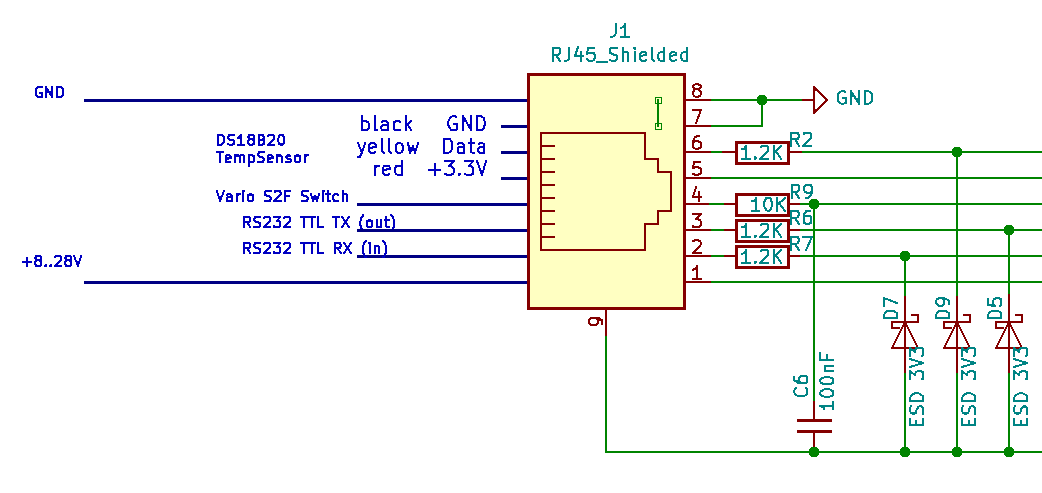 J1
RJ45_Shielded
GND
8
GND
7
black GND
DS18B20
TempSensor
yellow Data
6
R2
1.2K
red +3.3V
5
Vario S2F Switch
4
R9
10K
RS232 TTL TX (out)
3
R6
1.2K
RS232 TTL RX (in)
2
R7
1.2K
+8..28V
1
9
D7
D9
D5
C6
100nF
ESD 3V3
ESD 3V3
ESD 3V3